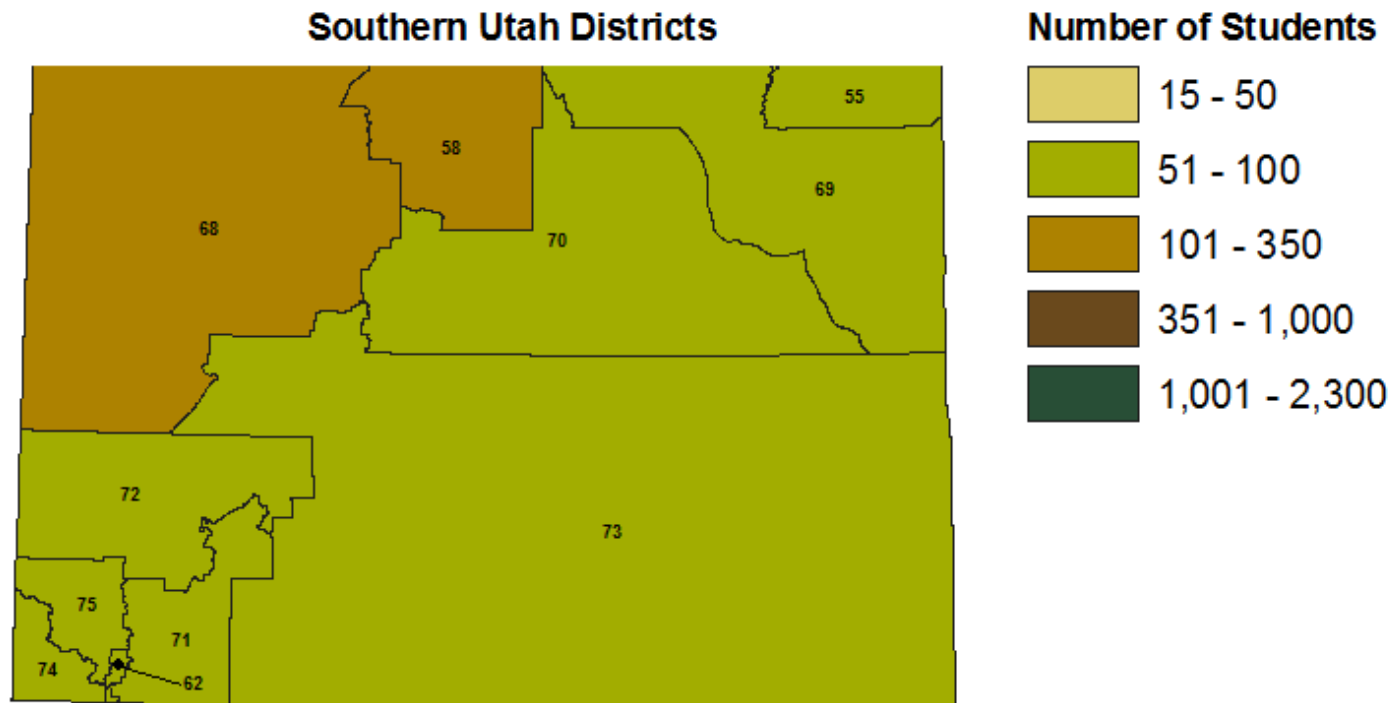 Southern Utah Districts
Number of Students
15 - 50
51 - 100
101 - 350
351 - 1,000
1,001 - 2,300
55
58
69
68
70
72
73
75
71
74
62